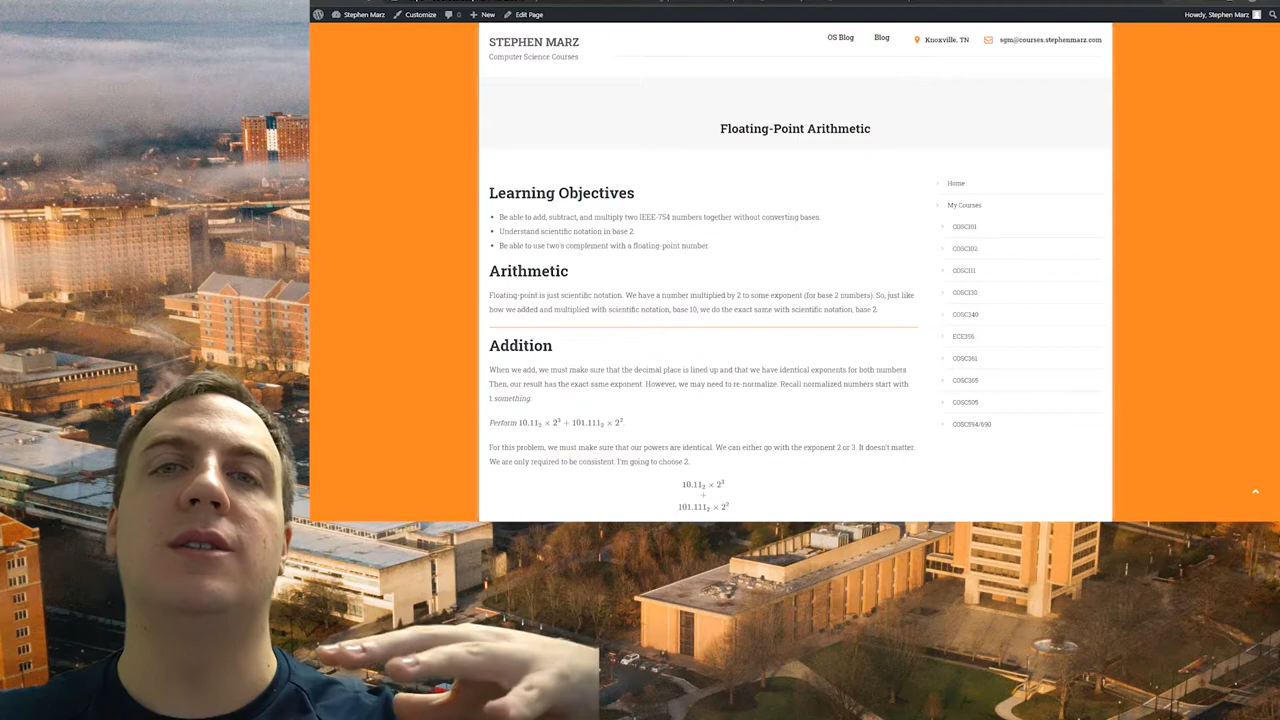 Stephen Marz Customize 0 New Edit Page Howdy, Stephen Marz
STEPHEN MARZ
Computer Science Courses
OS Blog Blog Knoxville, TN sgm@courses.stephenmarz.com
Floating-Point Arithmetic
Learning Objectives
• Be able to add, subtract, and multiply two IEEE-754 numbers together without converting bases.
• Understand scientific notation in base 2.
• Be able to use two's complement with a floating-point number.
Arithmetic
Floating-point is just scientific notation. We have a number multiplied by 2 to some exponent (for base 2 numbers). So, just like
how we added and multiplied with scientific notation, base 10, we do the exact same with scientific notation, base 2.
Addition
When we add, we must make sure that the decimal place is lined up and that we have identical exponents for both numbers.
Then, our result has the exact same exponent. However, we may need to re-normalize. Recall normalized numbers start with
1.something.
Perform 10.11₂ × 2³ + 101.111₂ × 2².
For this problem, we must make sure that our powers are identical. We can either go with the exponent 2 or 3. It doesn't matter.
We are only required to be consistent. I'm going to choose 2.
10.11₂ × 2³
+
101.111₂ × 2²
Home
My Courses
COSC101
COSC102
COSC111
COSC130
COSC340
ECE356
COSC361
COSC365
COSC505
COSC594/690